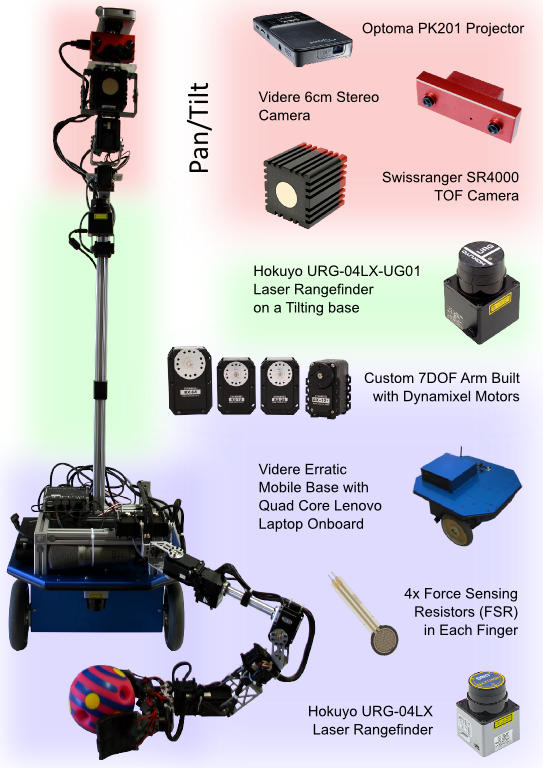 Optoma PK201 Projector
Pan/Tilt
Videre 6cm Stereo
Camera
Swissranger SR4000
TOF Camera
Hokuyo URG-04LX-UG01
Laser Rangefinder
on a Tilting base
URG
Custom 7DOF Arm Built
with Dynamixel Motors
Videre Erratic
Mobile Base with
Quad Core Lenovo
Laptop Onboard
4x Force Sensing
Resistors (FSR)
in Each Finger
Hokuyo URG-04LX
Laser Rangefinder